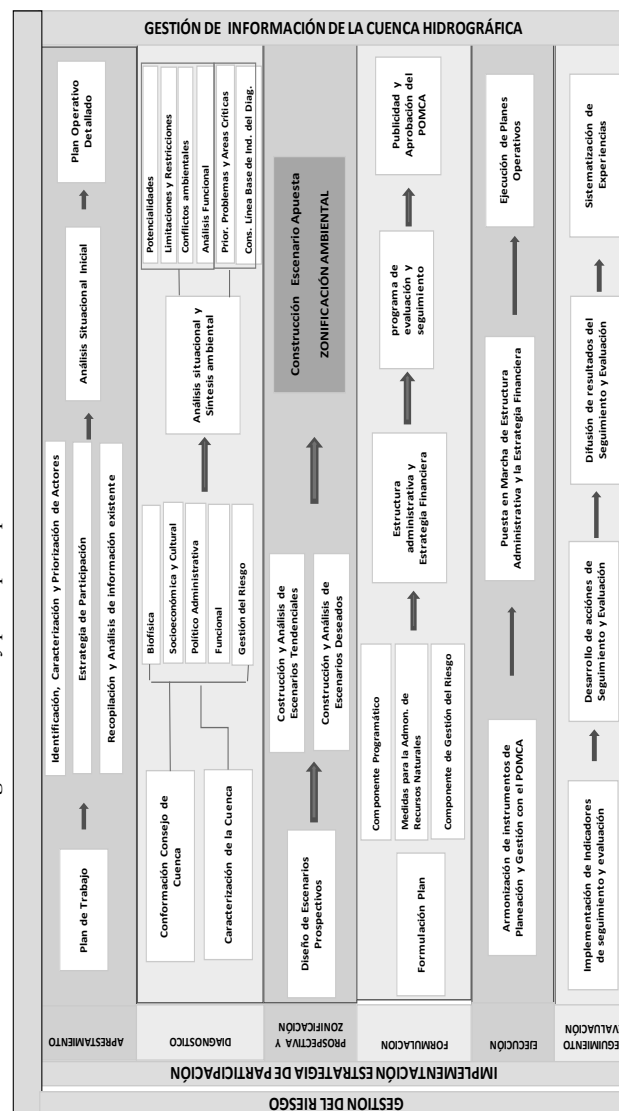 GESTIÓN DE INFORMACIÓN DE LA CUENCA HIDROGRÁFICA
GESTION DEL RIESGO
IMPLEMENTACIÓN ESTRATEGIA DE PARTICIPACIÓN
APRESTAMIENTO
Plan de Trabajo
Identificación, Caracterización y Priorización de Actores
Estrategia de Participación
Recopilación y Análisis de información existente
Análisis Situacional Inicial
Plan Operativo
Detallado
DIAGNOSTICO
Conformación Consejo de
Cuenca
Caracterización de la Cuenca
Biofísica
Socioeconómica y Cultural
Político Administrativa
Funcional
Gestión del Riesgo
Análisis situacional y
Síntesis ambiental
Potencialidades
Limitaciones y Restricciones
Conflictos ambientales
Análisis Funcional
Prior. Problemas y Areas Críticas
Cons. Línea Base de Ind. del Diag.
PROSPECTIVA Y
ZONIFICACIÓN
Diseño de Escenarios
Prospectivos
Costrucción y Análisis de
Escenarios Tendenciales
Construcción y Análisis de
Escenarios Deseados
Construcción Escenario Apuesta
ZONIFICACIÓN AMBIENTAL
FORMULACION
Formulación Plan
Componente Programático
Medidas para la Admon. de
Recursos Naturales
Componente de Gestión del Riesgo
Estructura
administrativa y
Estrategia Financiera
programa de
evaluación y
seguimiento
Publicidad y
Aprobación del
POMCA
EJECUCIÓN
Armonización de instrumentos de
Planeación y Gestión con el POMCA
Puesta en Marcha de Estructura
Administrativa y la Estrategia Financiera
Ejecución de Planes
Operativos
SEGUIMIENTO
EVALUACIÓN
Implementación de Indicadores
de seguimiento y evaluación
Desarrollo de acciónes de
Seguimiento y Evaluación
Difusión de resultados del
Seguimiento y Evaluación
Sistematización de
Experiencias